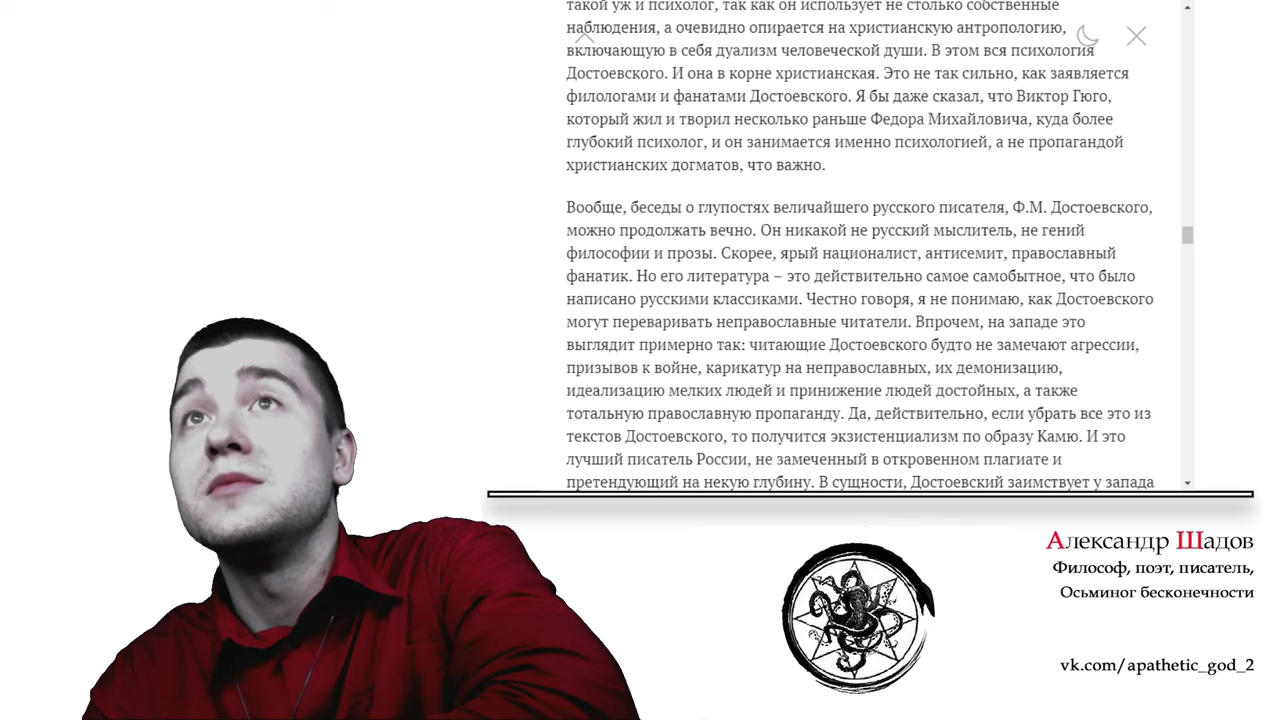 такой уж и психолог, так как он использует не столько собственные
наблюдения, а очевидно опирается на христианскую антропологию,
включающую в себя дуализм человеческой души. В этом вся психология
Достоевского. И она в корне христианская. Это не так сильно, как заявляется
филологами и фанатами Достоевского. Я бы даже сказал, что Виктор Гюго,
который жил и творил несколько раньше Федора Михайловича, куда более
глубокий психолог, и он занимается именно психологией, а не пропагандой
христианских догматов, что важно.
Вообще, беседы о глупостях величайшего русского писателя, Ф.М. Достоевского,
можно продолжать вечно. Он никакой не русский мыслитель, не гений
философии и прозы. Скорее, ярый националист, антисемит, православный
фанатик. Но его литература – это действительно самое самобытное, что было
написано русскими классиками. Честно говоря, я не понимаю, как Достоевского
могут переваривать неправославные читатели. Впрочем, на западе это
выглядит примерно так: читающие Достоевского будто не замечают агрессии,
призывов к войне, карикатур на неправославных, их демонизацию,
идеализацию мелких людей и принижение людей достойных, а также
тотальную православную пропаганду. Да, действительно, если убрать все это из
текстов Достоевского, то получится экзистенциализм по образу Камю. И это
лучший писатель России, не замеченный в откровенном плагиате и
претендующий на некую глубину. В сущности, Достоевский заимствует у запада
Александр Шадов
Философ, поэт, писатель,
Осьминог бесконечности
vk.com/apathetic_god_2